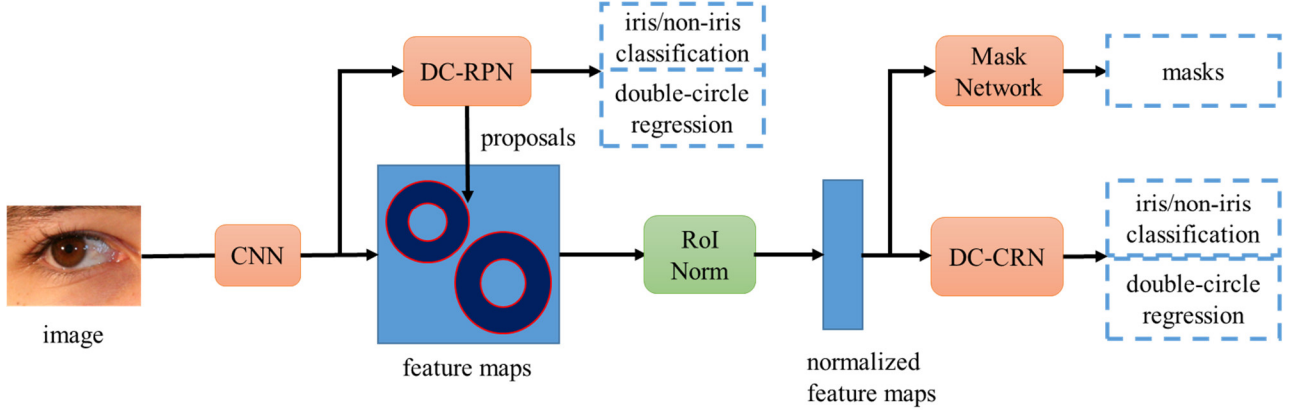 iris/non-iris
classification
double-circle
regression
DC-RPN
proposals
CNN
image
feature maps
RoI
Norm
normalized
feature maps
Mask
Network
masks
DC-CRN
iris/non-iris
classification
double-circle
regression